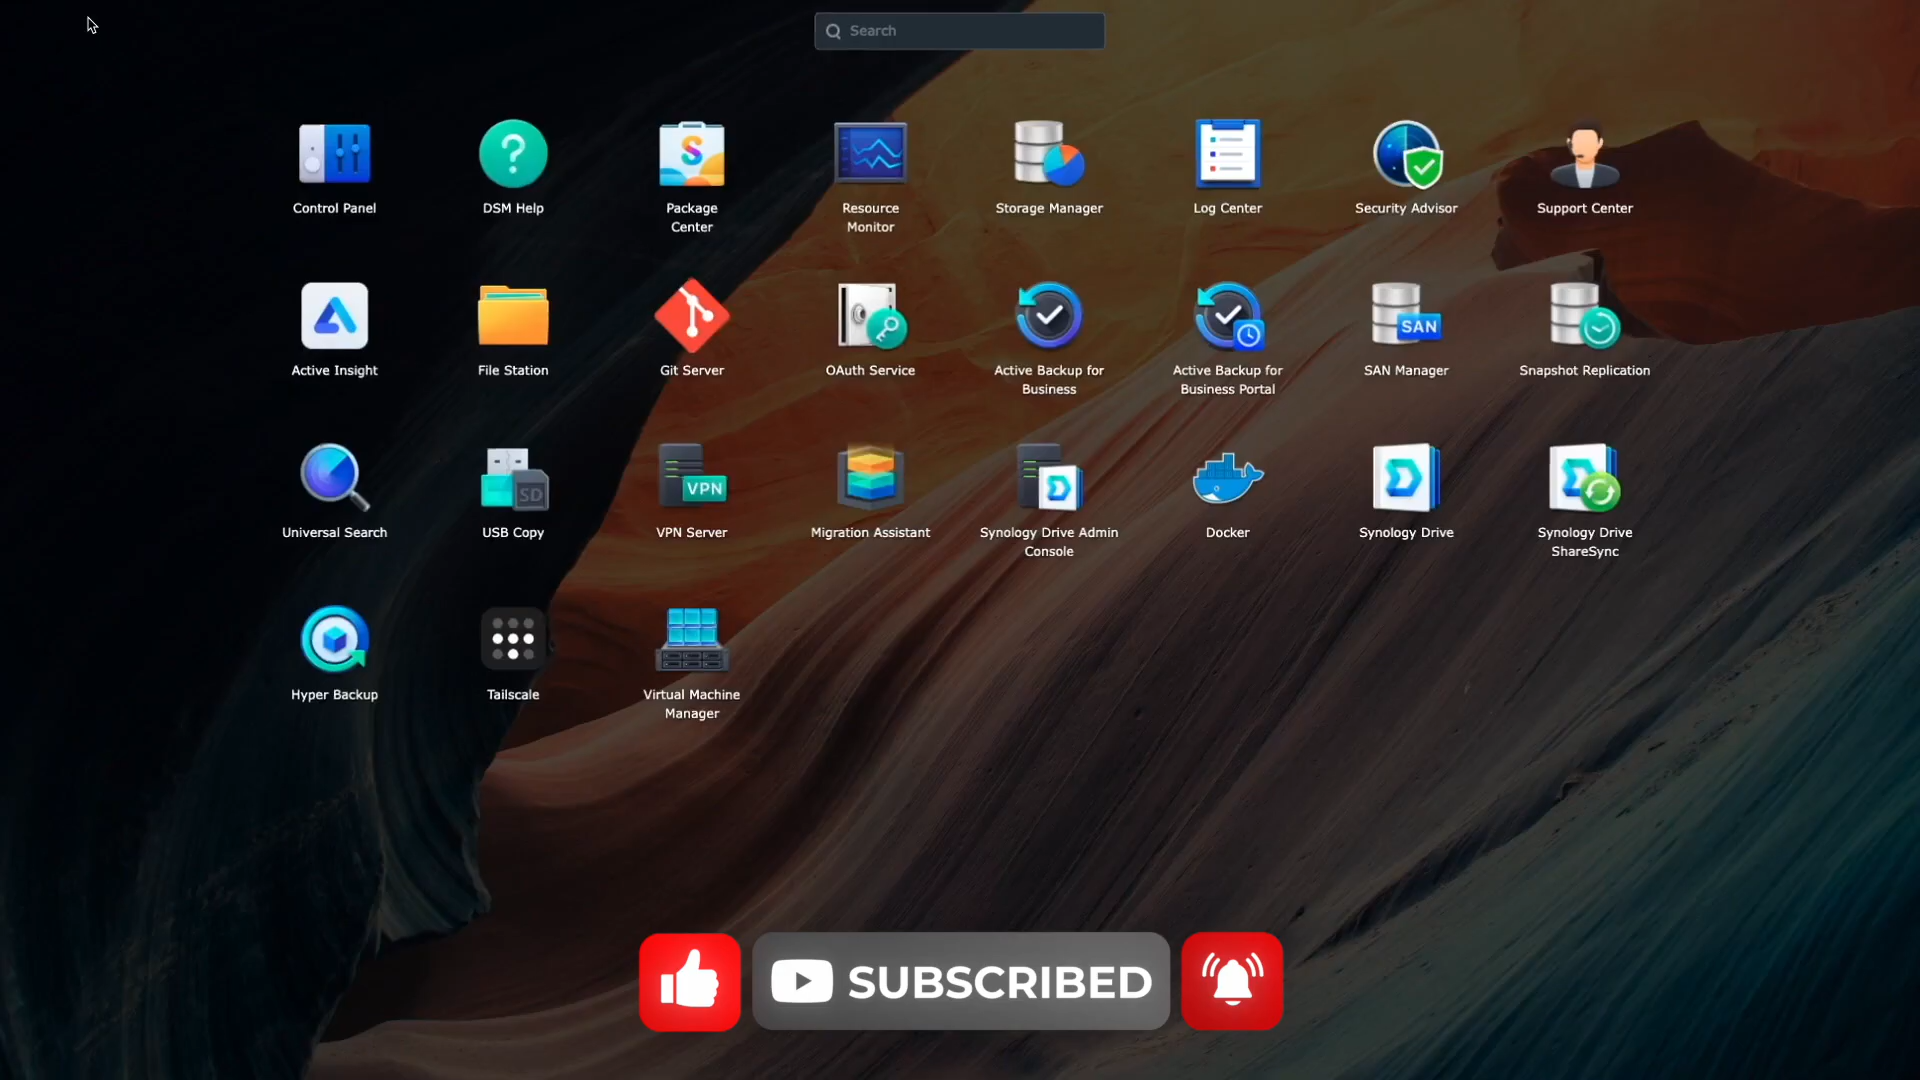 Search
Control Panel
DSM Help
Package
Center
Resource
Monitor
Storage Manager
Log Center
Security Advisor
Support Center
Active Insight
File Station
Git Server
OAuth Service
Active Backup for
Business
Active Backup for
Business Portal
SAN
SAN Manager
Snapshot Replication
Universal Search
SD
USB Copy
VPN
VPN Server
Migration Assistant
Synology Drive Admin
Console
Docker
Synology Drive
Synology Drive
ShareSync
Hyper Backup
Tailscale
Virtual Machine
Manager
SUBSCRIBED